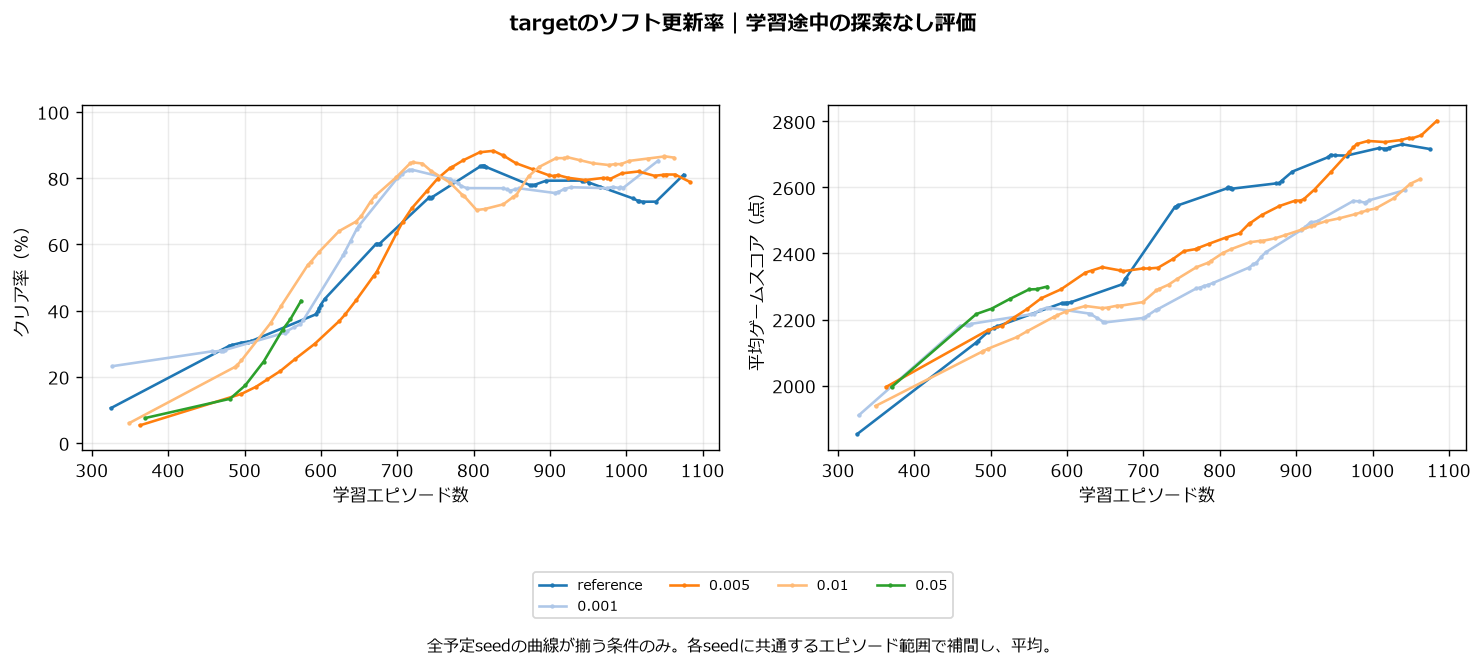 targetのソフト更新率｜学習途中の探索なし評価
クリア率（%）
100
80
60
40
20
0
300 400 500 600 700 800 900 1000 1100
学習エピソード数
平均ゲームスコア（点）
2800
2600
2400
2200
2000
300 400 500 600 700 800 900 1000 1100
学習エピソード数
reference 0.005 0.01 0.05
0.001
全予定seedの曲線が揃う条件のみ。各seedに共通するエピソード範囲で補間し、平均。